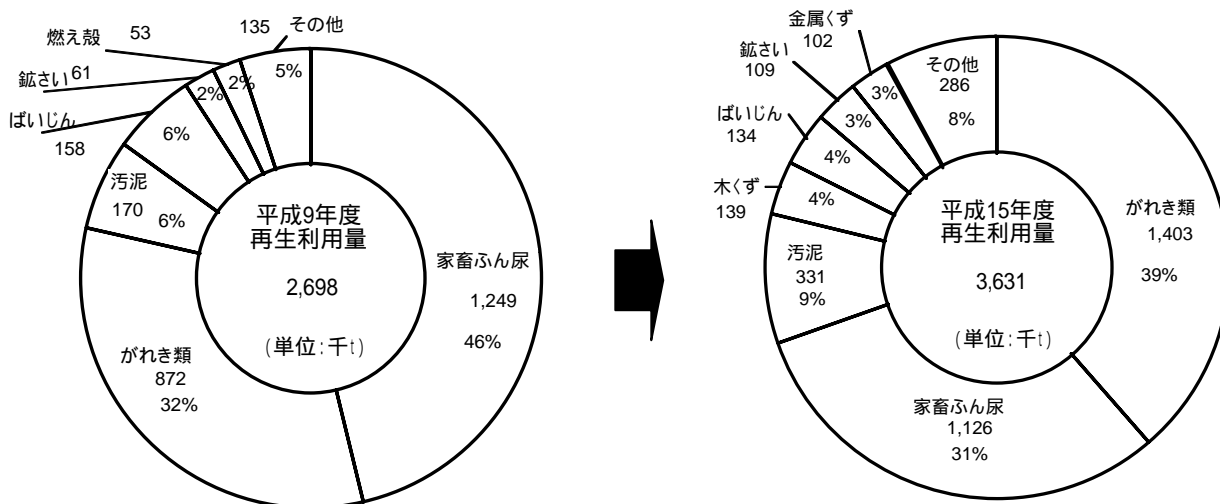 燃え殻 53
135 その他
鉱さい 61
ばいじん
158
5%
2%
2%
6%
汚泥
170
6%
平成9年度
再生利用量
2,698
(単位:千t)
家畜ふん尿
1,249
46%
がれき類
872
32%
金属くず
102
鉱さい
109
ばいじん
134
木くず
139
その他
286
8%
3%
3%
4%
4%
汚泥
331
9%
平成15年度
再生利用量
3,631
(単位:千t)
がれき類
1,403
39%
家畜ふん尿
1,126
31%